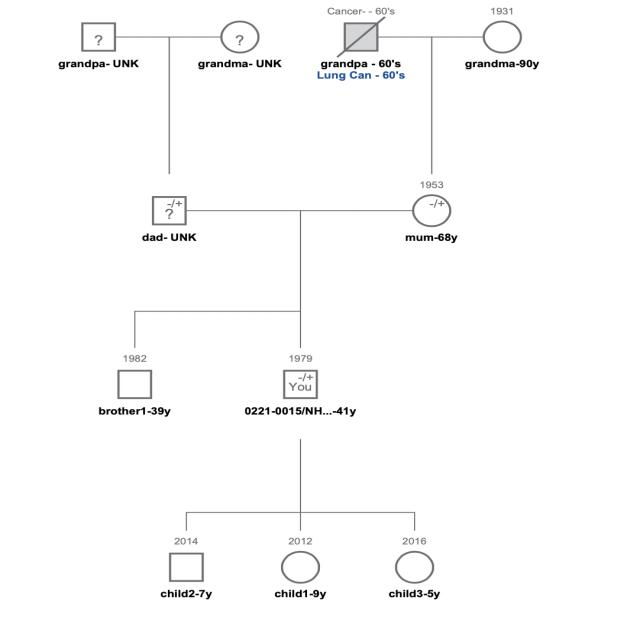 Cancer- - 60's
1931
?
?
grandpa- UNK
grandma- UNK
grandpa - 60's
Lung Can - 60's
grandma-90y
1953
-/+
?
-/+
dad- UNK
mum-68y
1982
1979
-/+
You
brother1-39y
0221-0015/NH...-41y
2014
2012
2016
child2-7y
child1-9y
child3-5y